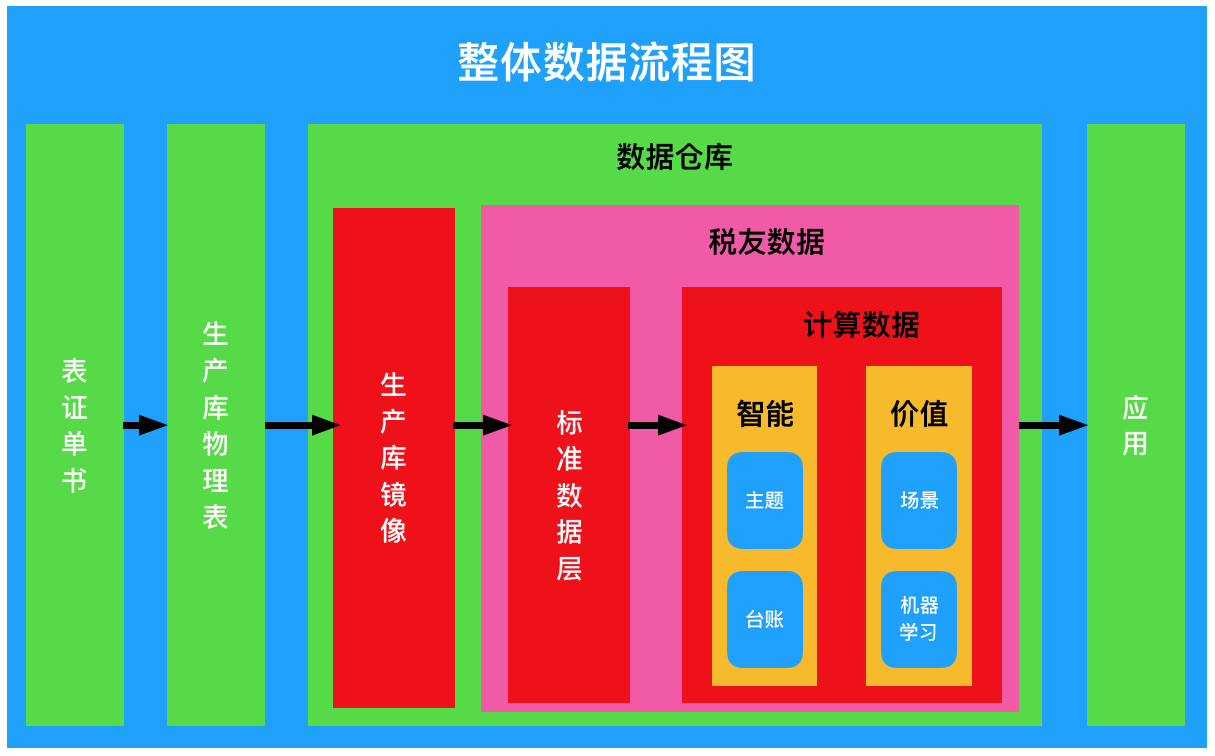 整体数据流程图
表证单书
生产库物理表
数据仓库
生产库镜像
税友数据
标准数据层
计算数据
智能
主题
台账
价值
场景
机器
学习
应用